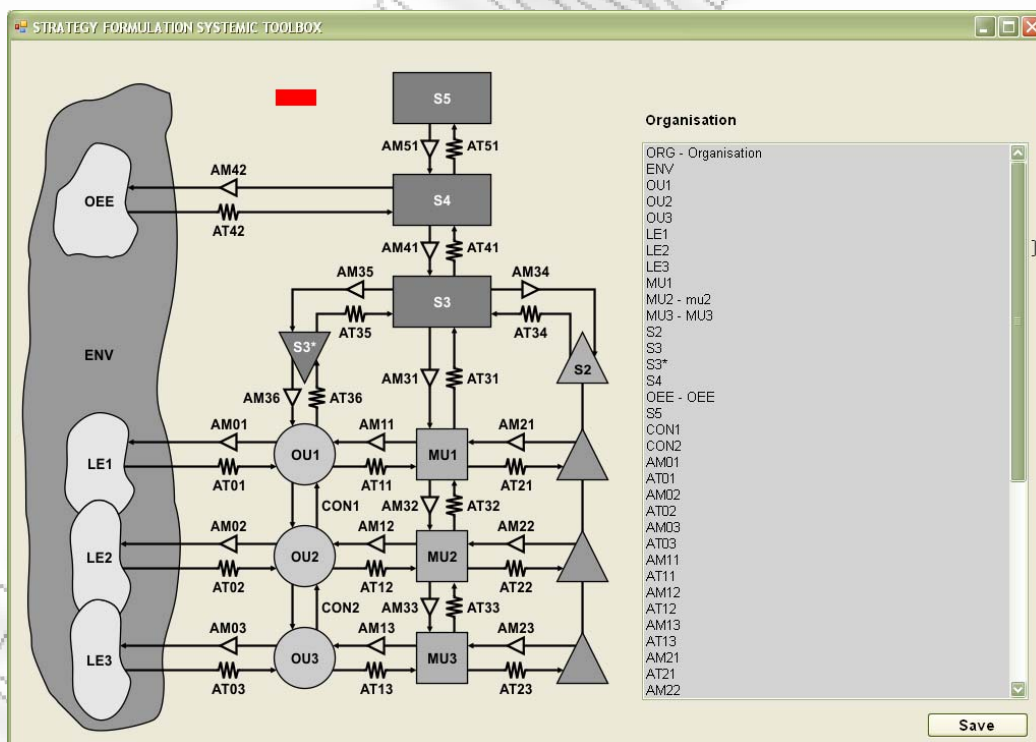 STRATEGY FORMULATION SYSTEMIC TOOLBOX
S5
AM51
AT51
AM42
OEE
S4
AT42
AM41
AT41
AM35
AM34
S3
AT35
AT34
S3*
S2
ENV
AM31
AT31
AM36
AT36
AM01
AM11
AM21
LE1
OU1
MU1
AT01
AT11
AT21
CON1
AM32
AT32
AM02
AM12
AM22
LE2
OU2
MU2
AT02
AT12
AT22
CON2
AM33
AT33
AM03
AM13
AM23
LE3
OU3
MU3
AT03
AT13
AT23
Organisation
ORG - Organisation
ENV
OU1
OU2
OU3
LE1
LE2
LE3
MU1
MU2 - mu2
MU3 - MU3
S2
S3
S3*
S4
OEE - OEE
S5
CON1
CON2
AM01
AT01
AM02
AT02
AM03
AT03
AM11
AT11
AM12
AT12
AM13
AT13
AM21
AT21
AM22
Save